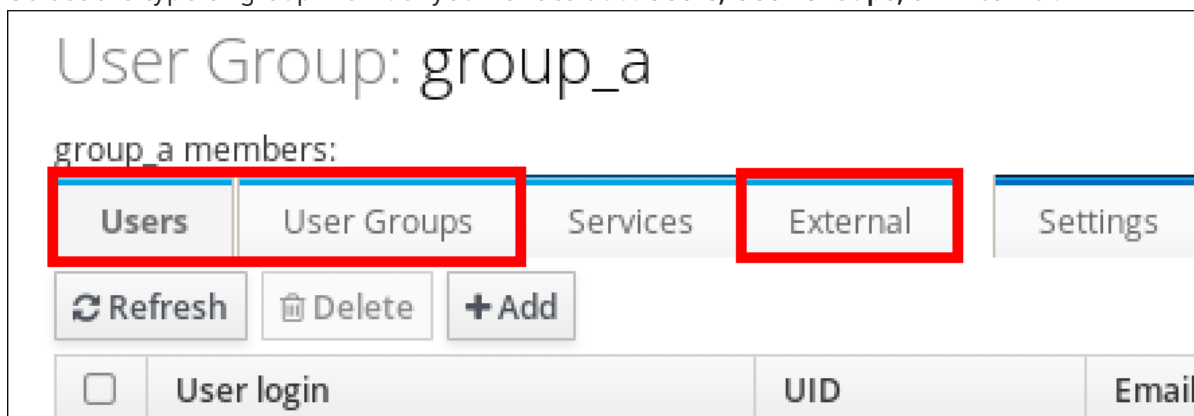 User Group: group_a
group_a members:
Users User Groups Services External Settings
Refresh Delete +Add
User login UID Email